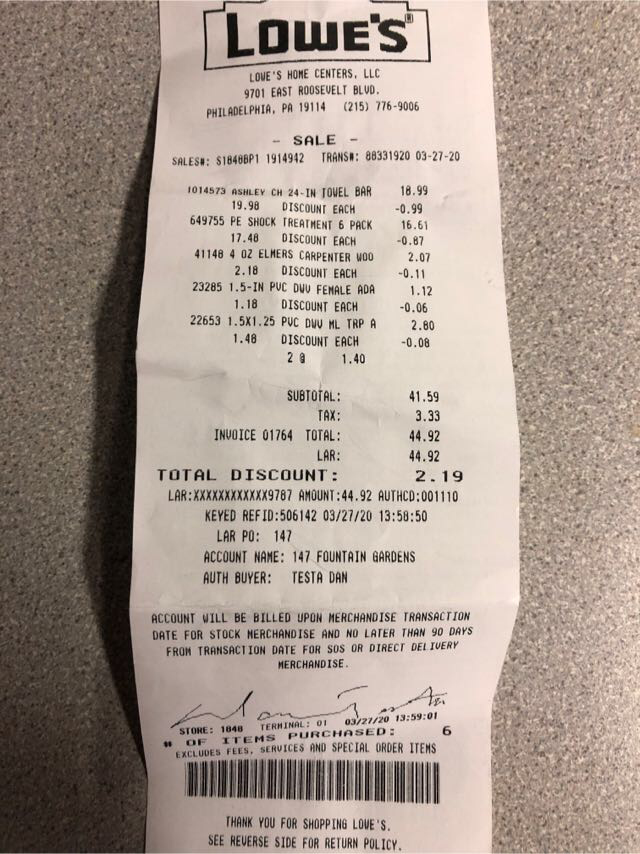 LOWE'S®
LOWE'S HOME CENTERS, LLC
9701 EAST ROOSEVELT BLVD.
PHILADELPHIA, PA 19114 (215) 776-9006
- SALE -
SALES#: S1848BP1 1914942 TRANS#: 88331920 03-27-20
1014573 ASHLEY CH 24-IN TOWEL BAR 18.99
19.98 DISCOUNT EACH -0.99
649755 PE SHOCK TREATMENT 6 PACK 16.61
17.48 DISCOUNT EACH -0.87
41148 4 OZ ELMERS CARPENTER WOO 2.07
2.18 DISCOUNT EACH -0.11
23285 1.5-IN PVC DWV FEMALE ADA 1.12
1.18 DISCOUNT EACH -0.06
22653 1.5X1.25 PVC DWV ML TRP A 2.80
1.48 DISCOUNT EACH -0.08
2 @ 1.40
SUBTOTAL: 41.59
TAX: 3.33
INVOICE 01764 TOTAL: 44.92
LAR: 44.92
TOTAL DISCOUNT: 2.19
LAR:XXXXXXXXXXXX9787 AMOUNT:44.92 AUTHCD:001110
KEYED REFID:506142 03/27/20 13:58:50
LAR PO: 147
ACCOUNT NAME: 147 FOUNTAIN GARDENS
AUTH BUYER: TESTA DAN
ACCOUNT WILL BE BILLED UPON MERCHANDISE TRANSACTION
DATE FOR STOCK MERCHANDISE AND NO LATER THAN 90 DAYS
FROM TRANSACTION DATE FOR SOS OR DIRECT DELIVERY
MERCHANDISE.
STORE: 1848 TERMINAL: 01 03/27/20 13:59:01
# OF ITEMS PURCHASED: 6
EXCLUDES FEES, SERVICES AND SPECIAL ORDER ITEMS
THANK YOU FOR SHOPPING LOWE'S.
SEE REVERSE SIDE FOR RETURN POLICY.